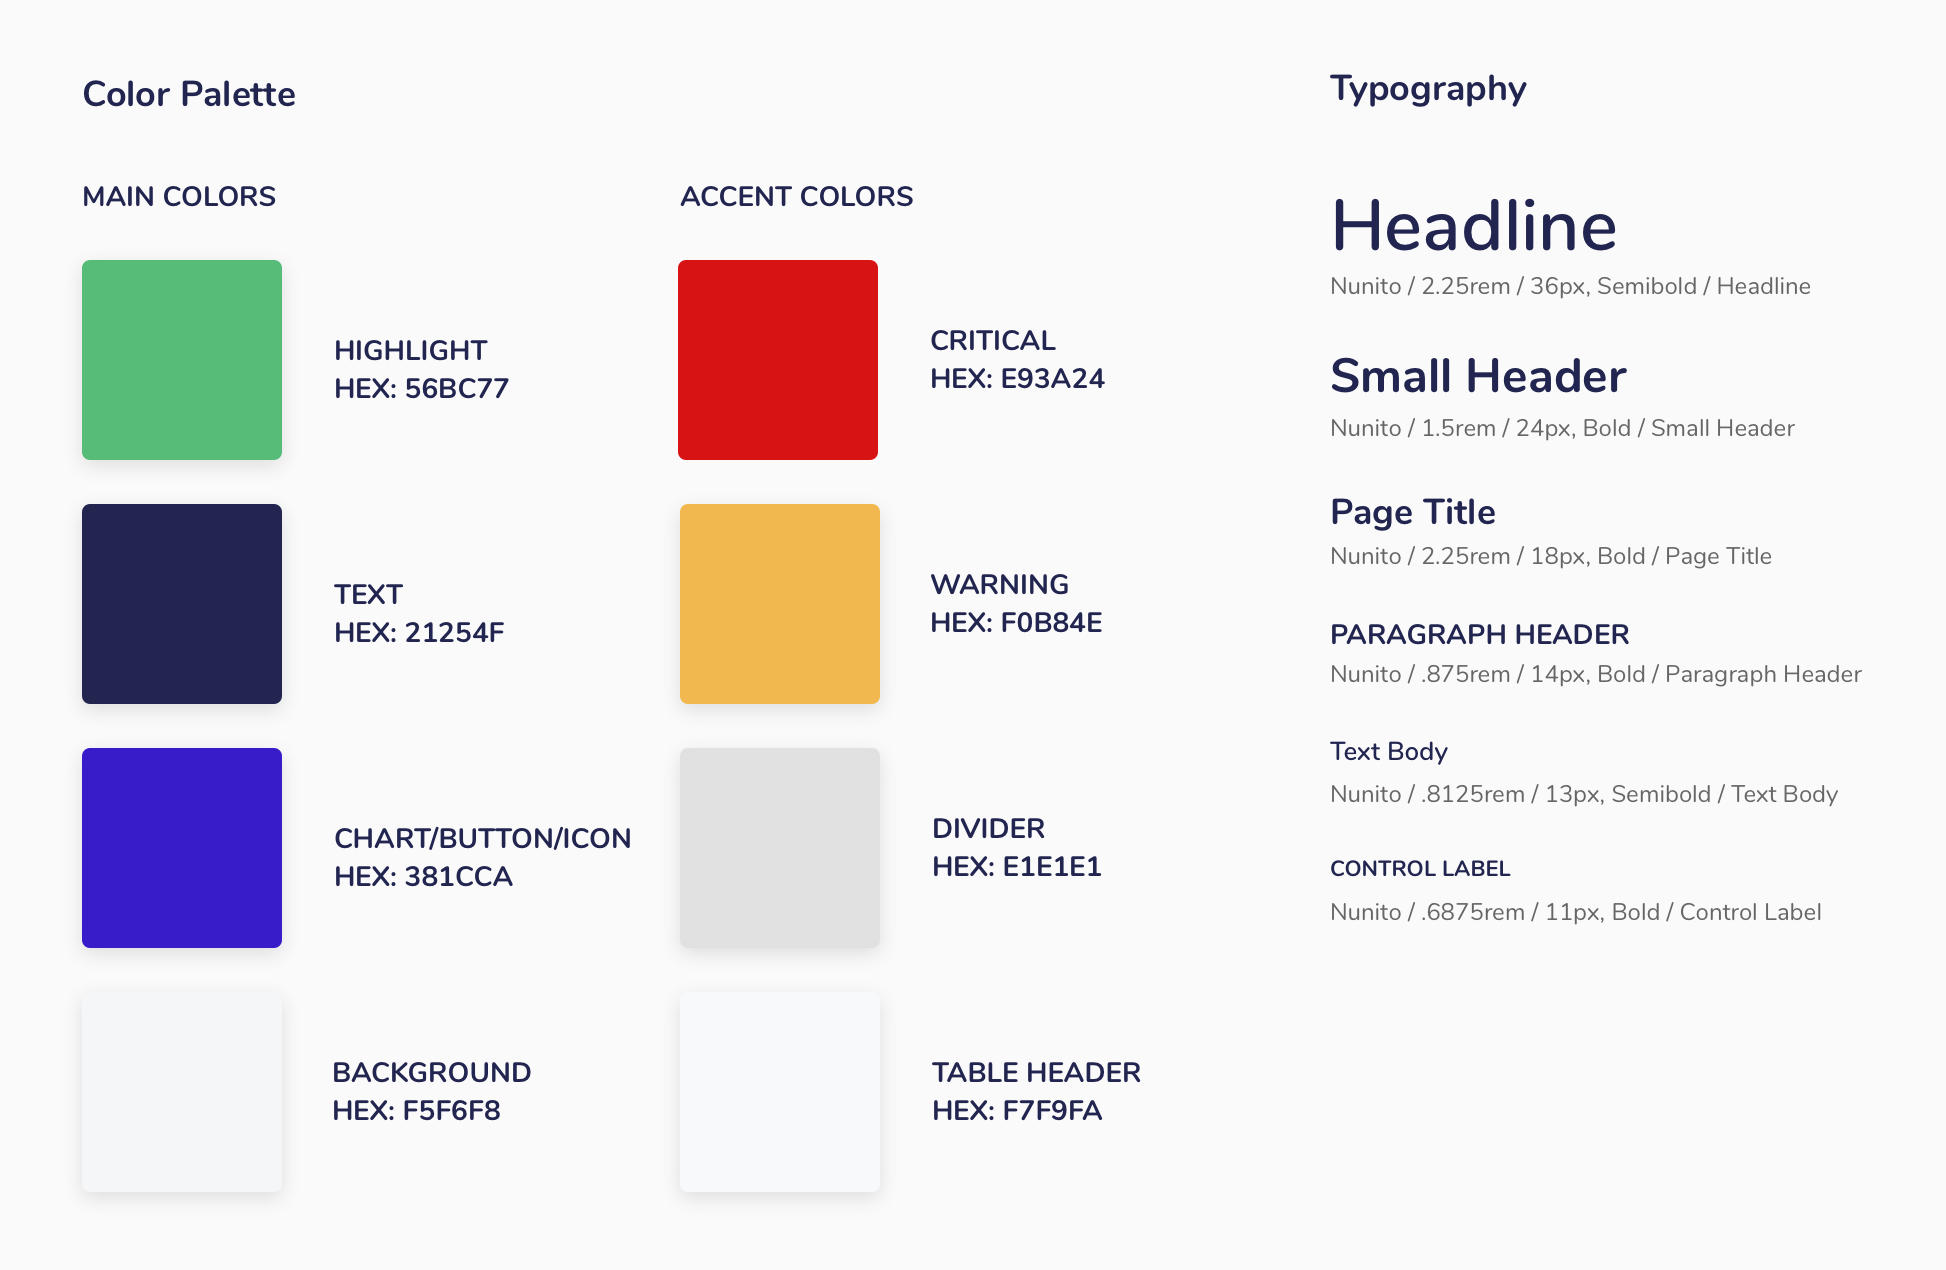 Color Palette
MAIN COLORS
HIGHLIGHT
HEX: 56BC77
TEXT
HEX: 21254F
CHART/BUTTON/ICON
HEX: 381CCA
BACKGROUND
HEX: F5F6F8
ACCENT COLORS
CRITICAL
HEX: E93A24
WARNING
HEX: F0B84E
DIVIDER
HEX: E1E1E1
TABLE HEADER
HEX: F7F9FA
Typography
Headline
Nunito / 2.25rem / 36px, Semibold / Headline
Small Header
Nunito / 1.5rem / 24px, Bold / Small Header
Page Title
Nunito / 2.25rem / 18px, Bold / Page Title
PARAGRAPH HEADER
Nunito / .875rem / 14px, Bold / Paragraph Header
Text Body
Nunito / .8125rem / 13px, Semibold / Text Body
CONTROL LABEL
Nunito / .6875rem / 11px, Bold / Control Label